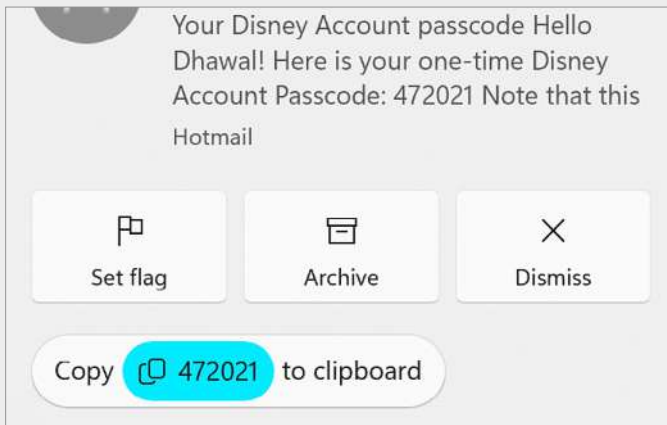 Your Disney Account passcode Hello
Dhawal! Here is your one-time Disney
Account Passcode: 472021 Note that this
Hotmail
Set flag
Archive
Dismiss
Copy 472021 to clipboard